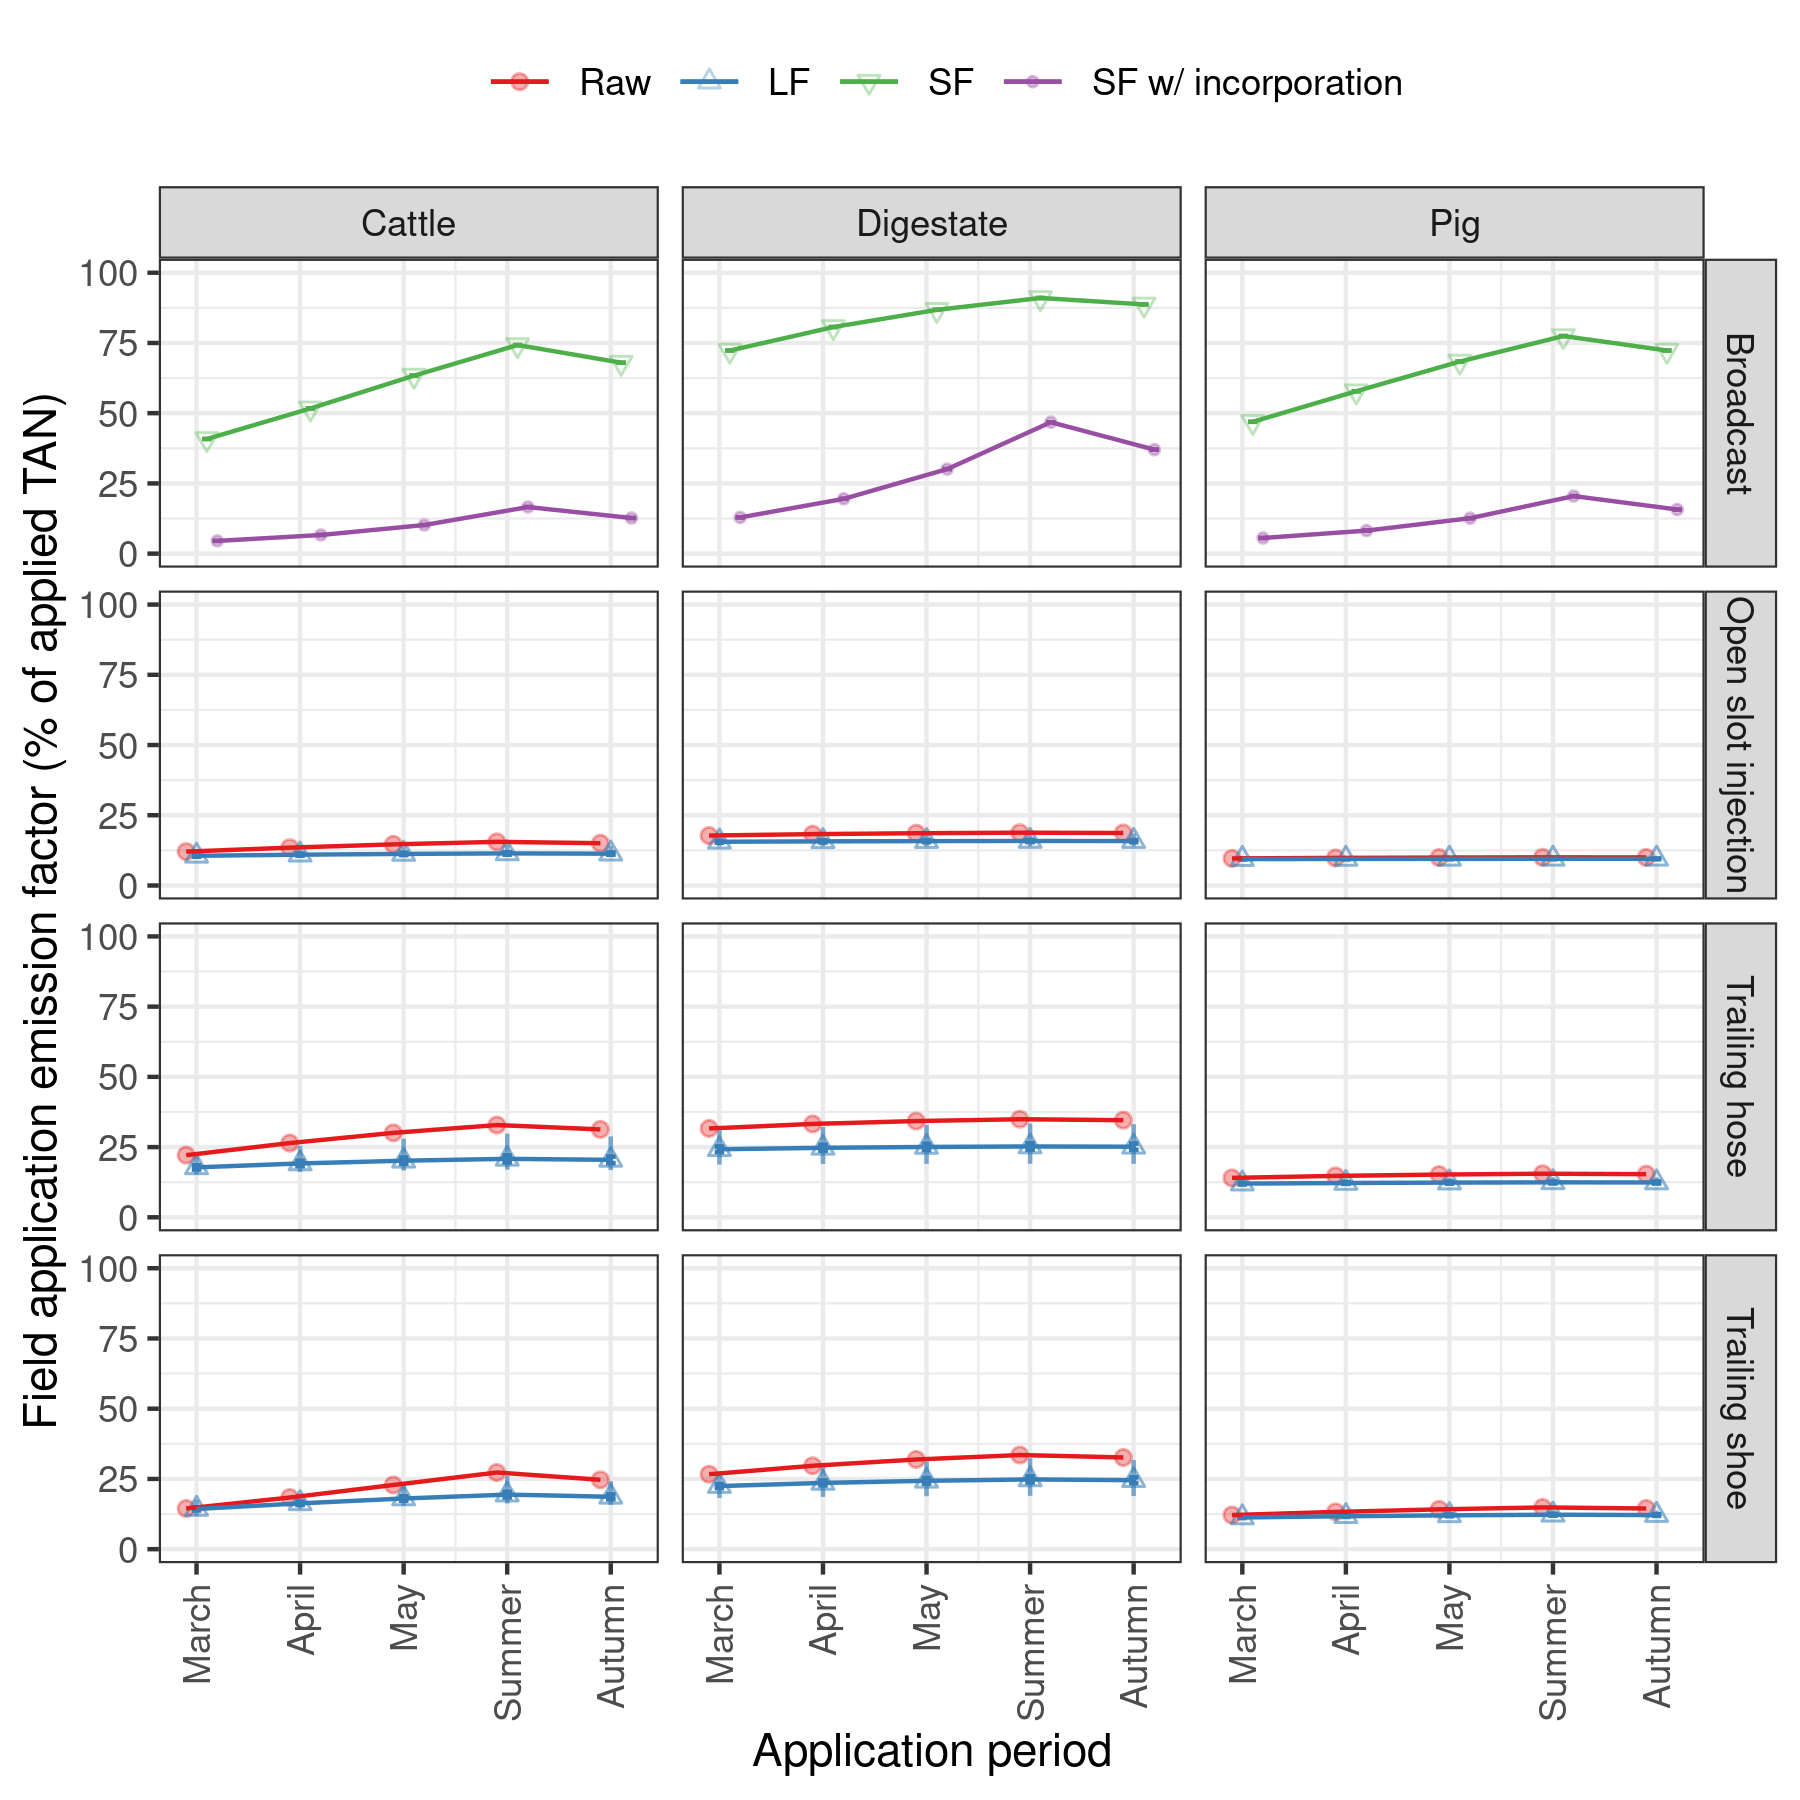 Raw LF SF SF w/ incorporation
Cattle Digestate Pig
Field application emission factor (% of applied TAN)
100
75
50
25
0
Broadcast
100
75
50
25
0
Open slot injection
100
75
50
25
0
Trailing hose
100
75
50
25
0
Trailing shoe
March April May Summer Autumn March April May Summer Autumn March April May Summer Autumn
Application period